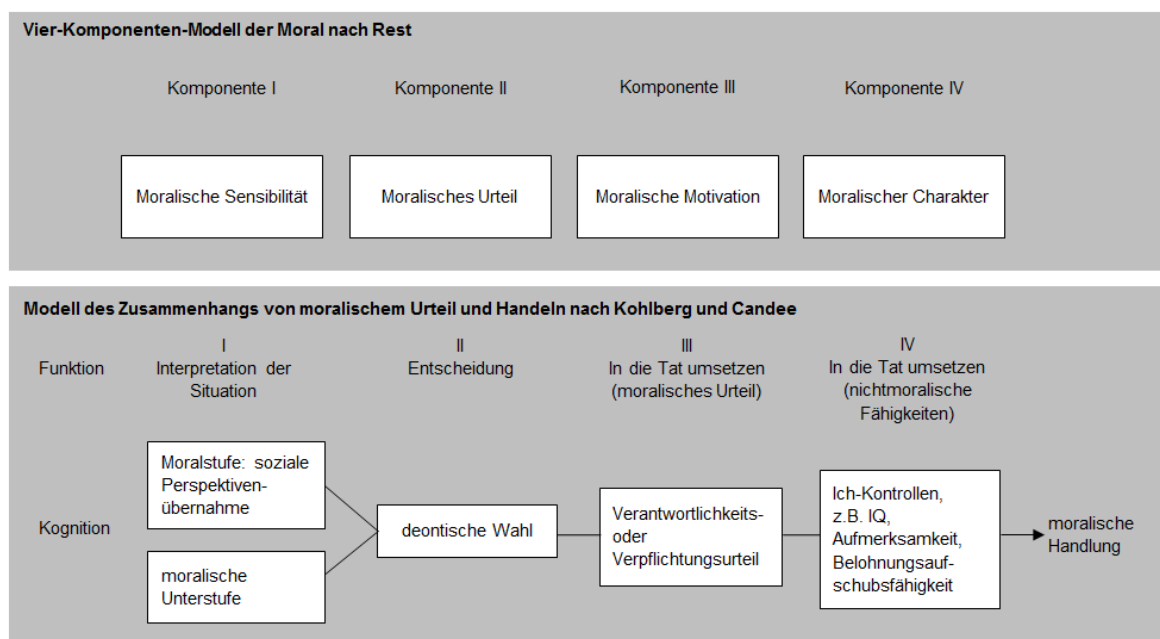 Vier-Komponenten-Modell der Moral nach Rest
Komponente I
Komponente II
Komponente III
Komponente IV
Moralische Sensibilität
Moralisches Urteil
Moralische Motivation
Moralischer Charakter
Modell des Zusammenhangs von moralischem Urteil und Handeln nach Kohlberg und Candee
Funktion
I
Interpretation der
Situation
II
Entscheidung
III
In die Tat umsetzen
(moralisches Urteil)
IV
In die Tat umsetzen
(nichtmoralische
Fähigkeiten)
Kognition
Moralstufe: soziale
Perspektiven-
übernahme
moralische
Unterstufe
deontische Wahl
Verantwortlichkeits-
oder
Verpflichtungsurteil
Ich-Kontrollen,
z.B. IQ,
Aufmerksamkeit,
Belohnungsauf-
schubsfähigkeit
moralische
Handlung